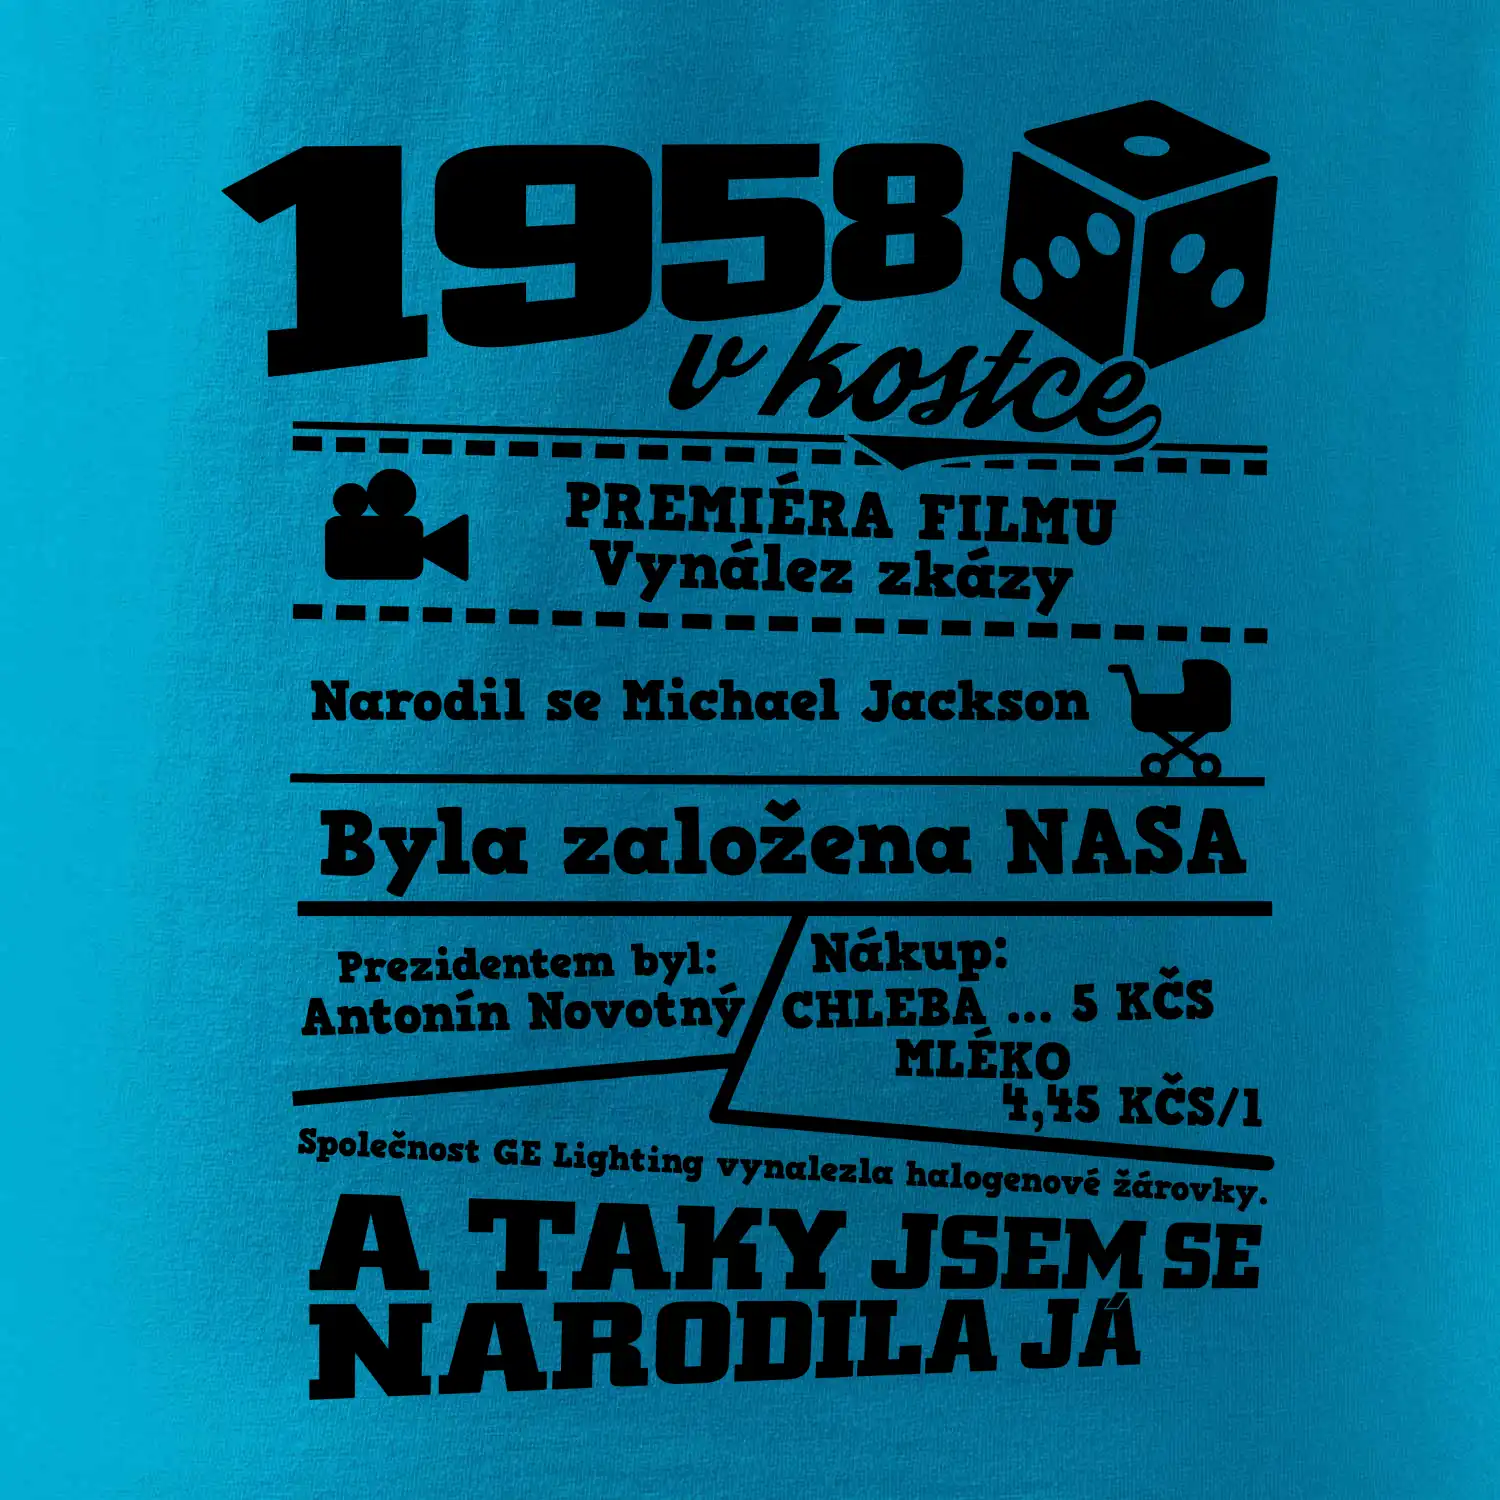 1958
v kostce
PREMIÉRA FILMU
Vynález zkázy
Narodil se Michael Jackson
Byla založena NASA
Prezidentem byl:
Antonín Novotný
Nákup:
CHLEBA ... 5 KČS
MLÉKO
4,45 KČS/l
Společnost GE Lighting vynalezla halogenové žárovky.
A TAKY JSEM SE
NARODILA JÁ